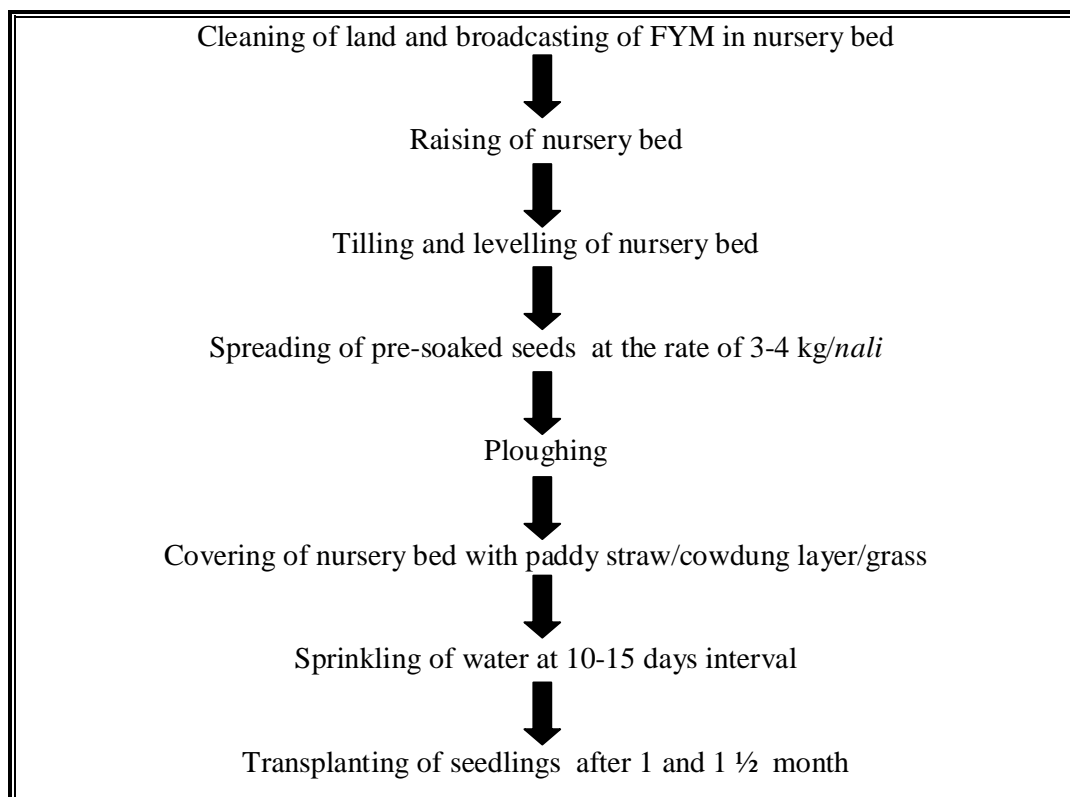 Cleaning of land and broadcasting of FYM in nursery bed
Raising of nursery bed
Tilling and levelling of nursery bed
Spreading of pre-soaked seeds at the rate of 3-4 kg/nali
Ploughing
Covering of nursery bed with paddy straw/cowdung layer/grass
Sprinkling of water at 10-15 days interval
Transplanting of seedlings after 1 and 1 ½ month